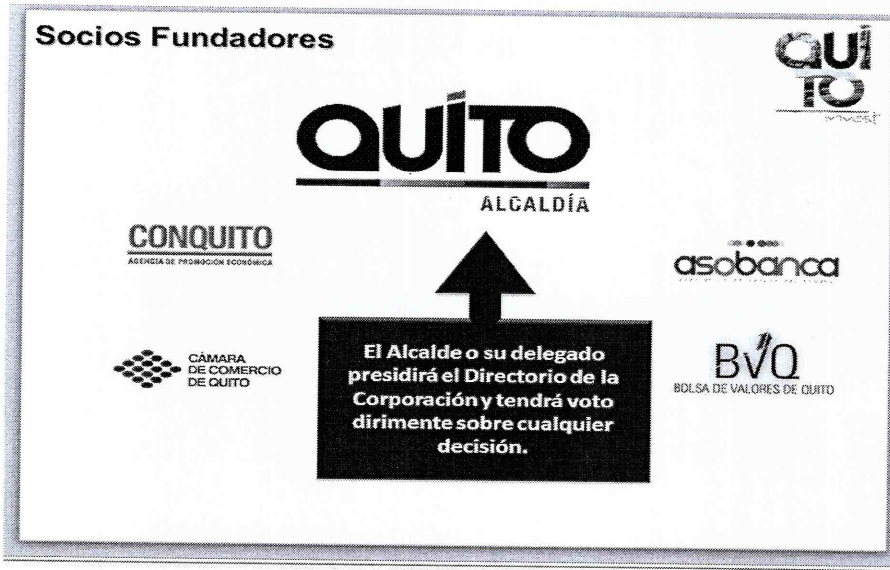 Socios Fundadores
QUI
TO
invest
QUITO
ALCALDÍA
CONQUITO
AGENCIA DE PROMOCIÓN ECONÓMICA
asobanca
CÁMARA
DE COMERCIO
DE QUITO
El Alcalde o su delegado
presidirá el Directorio de la
Corporación y tendrá voto
dirimente sobre cualquier
decisión.
BVQ
BOLSA DE VALORES DE QUITO